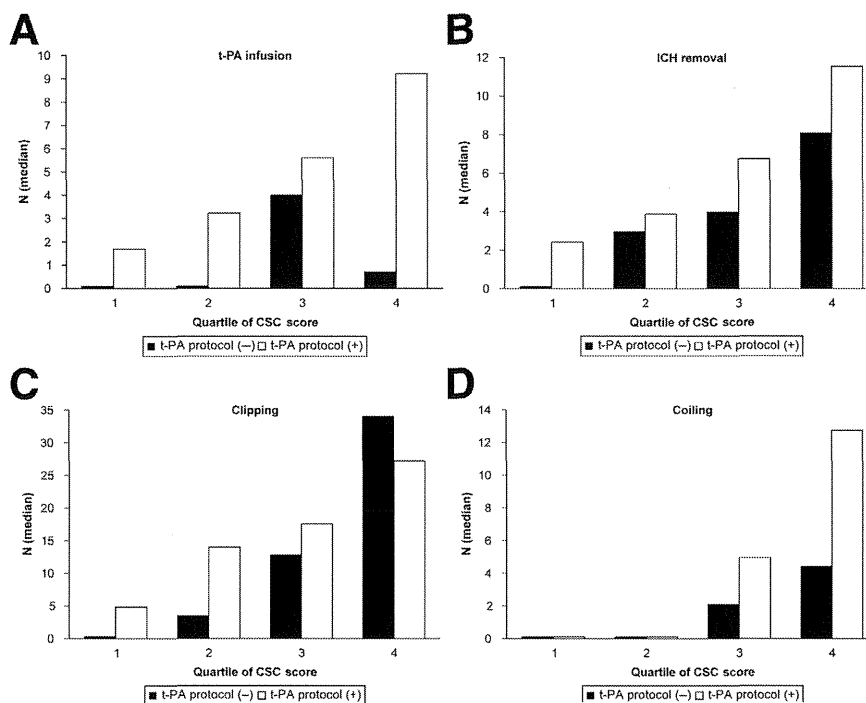 A
t-PA infusion
N (median)
10
9
8
7
6
5
4
3
2
1
0
1 2 3 4
Quartile of CSC score
■ t-PA protocol (—) □ t-PA protocol (+)
B
ICH removal
N (median)
12
10
8
6
4
2
0
1 2 3 4
Quartile of CSC score
■ t-PA protocol (—) □ t-PA protocol (+)
C
Clipping
N (median)
35
30
25
20
15
10
5
0
1 2 3 4
Quartile of CSC score
■ t-PA protocol (—) □ t-PA protocol (+)
D
Coiling
N (median)
14
12
10
8
6
4
2
0
1 2 3 4
Quartile of CSC score
■ t-PA protocol (—) □ t-PA protocol (+)